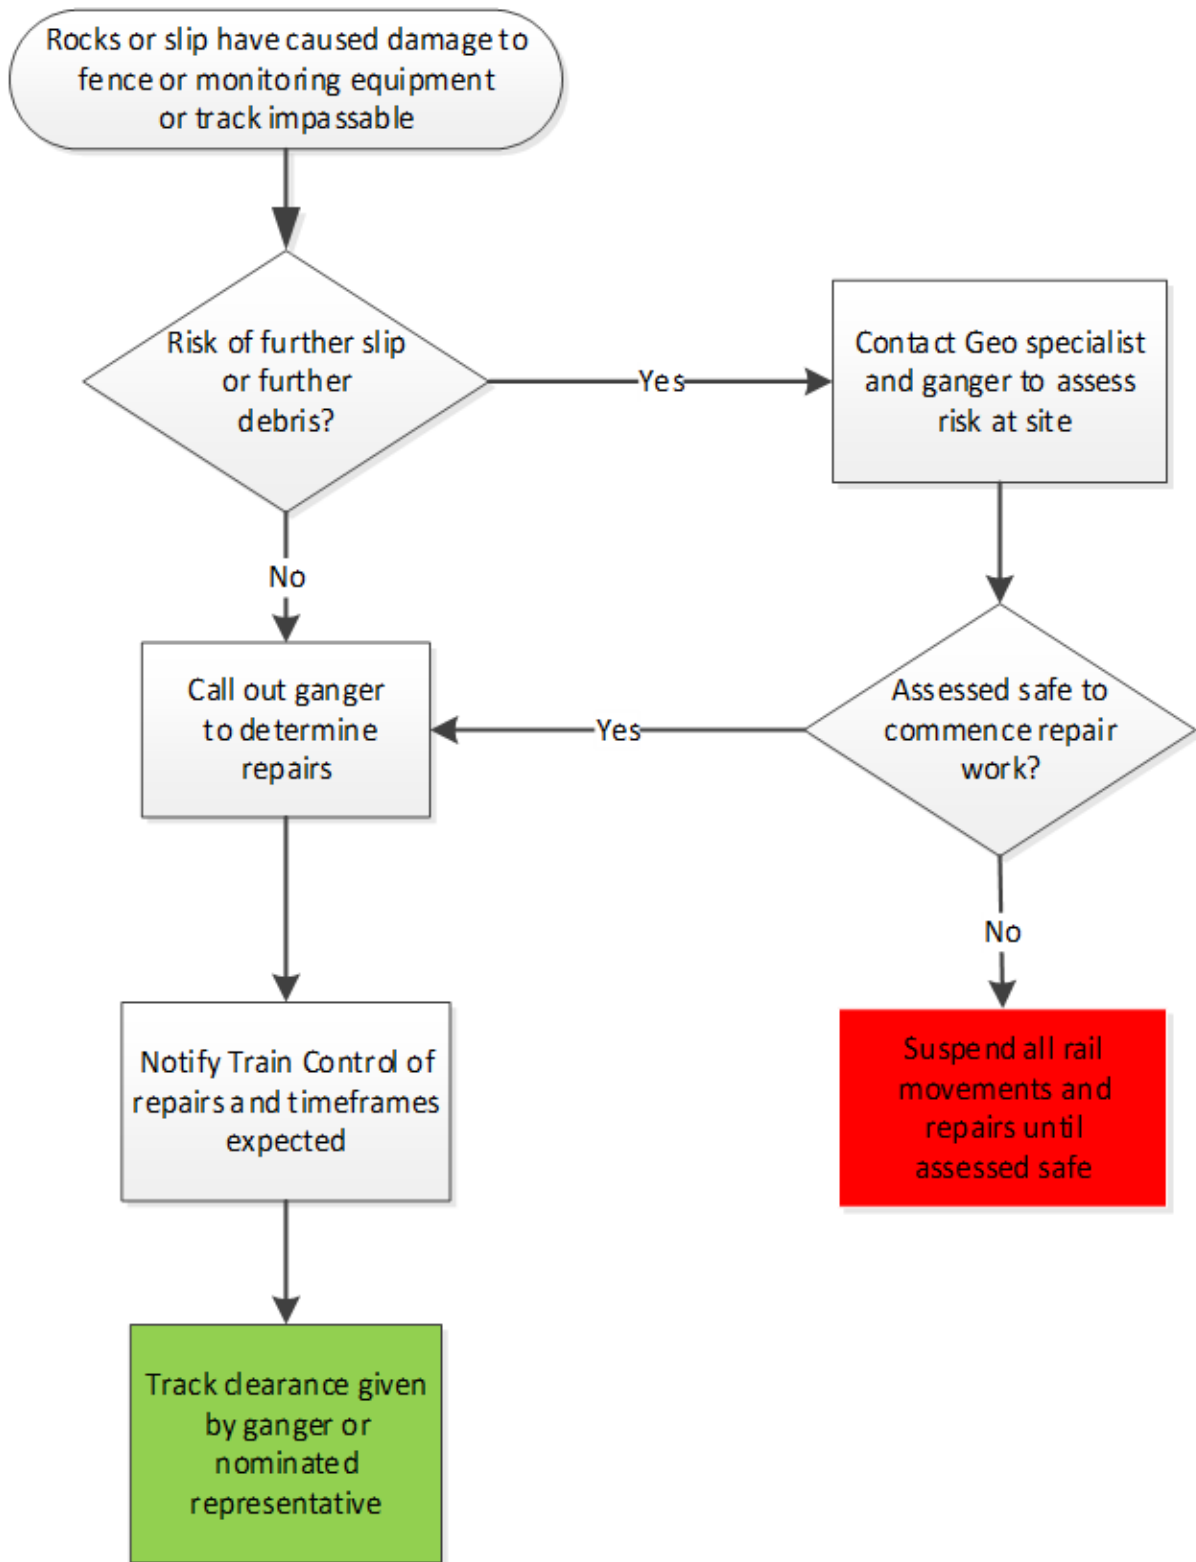 Rocks or slip have caused damage to
fence or monitoring equipment
or track impassable
Risk of further slip
or further
debris?
Yes
Contact Geo specialist
and ganger to assess
risk at site
No
Call out ganger
to determine
repairs
Yes
Assessed safe to
commence repair
work?
No
Notify Train Control of
repairs and timeframes
expected
Suspend all rail
movements and
repairs until
assessed safe
Track clearance given
by ganger or
nominated
representative